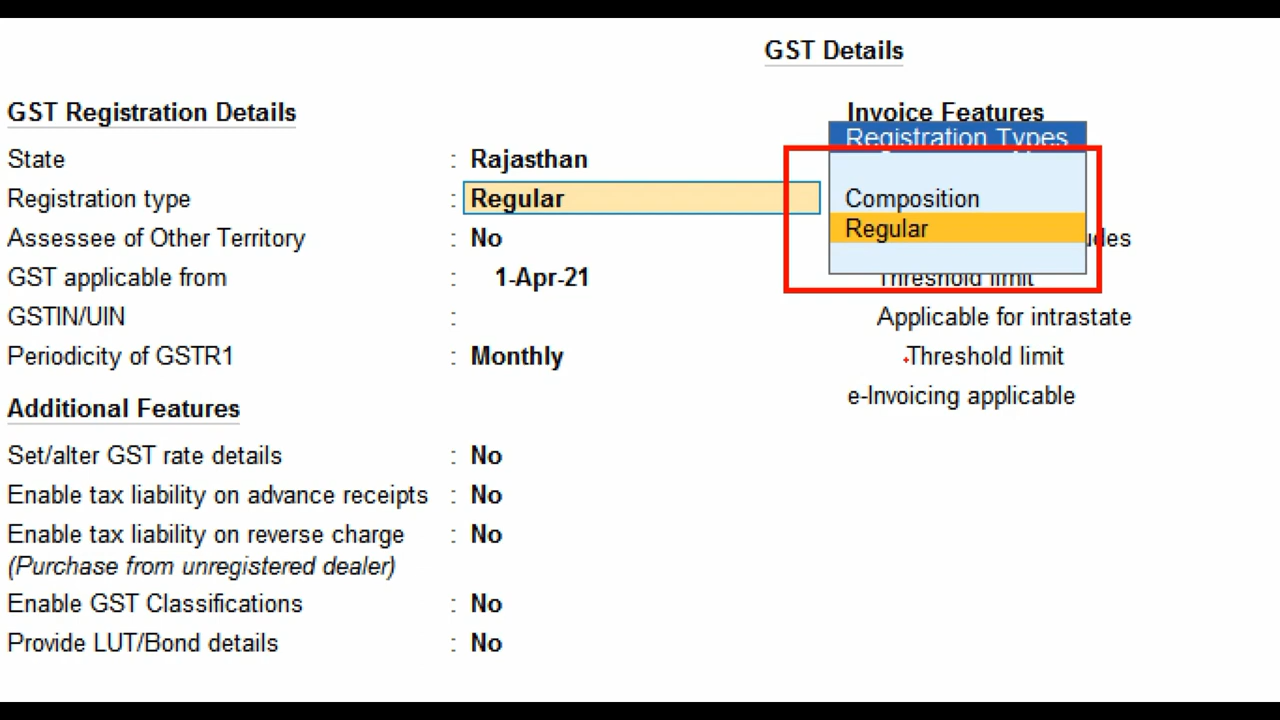 GST Details
GST Registration Details
State : Rajasthan
Registration type : Regular
Assessee of Other Territory : No
GST applicable from : 1-Apr-21
GSTIN/UIN :
Periodicity of GSTR1 : Monthly
Additional Features
Set/alter GST rate details : No
Enable tax liability on advance receipts : No
Enable tax liability on reverse charge : No
(Purchase from unregistered dealer)
Enable GST Classifications : No
Provide LUT/Bond details : No
Invoice Features
Registration Types
Composition
Regular
Threshold limit
Applicable for intrastate
Threshold limit
e-Invoicing applicable